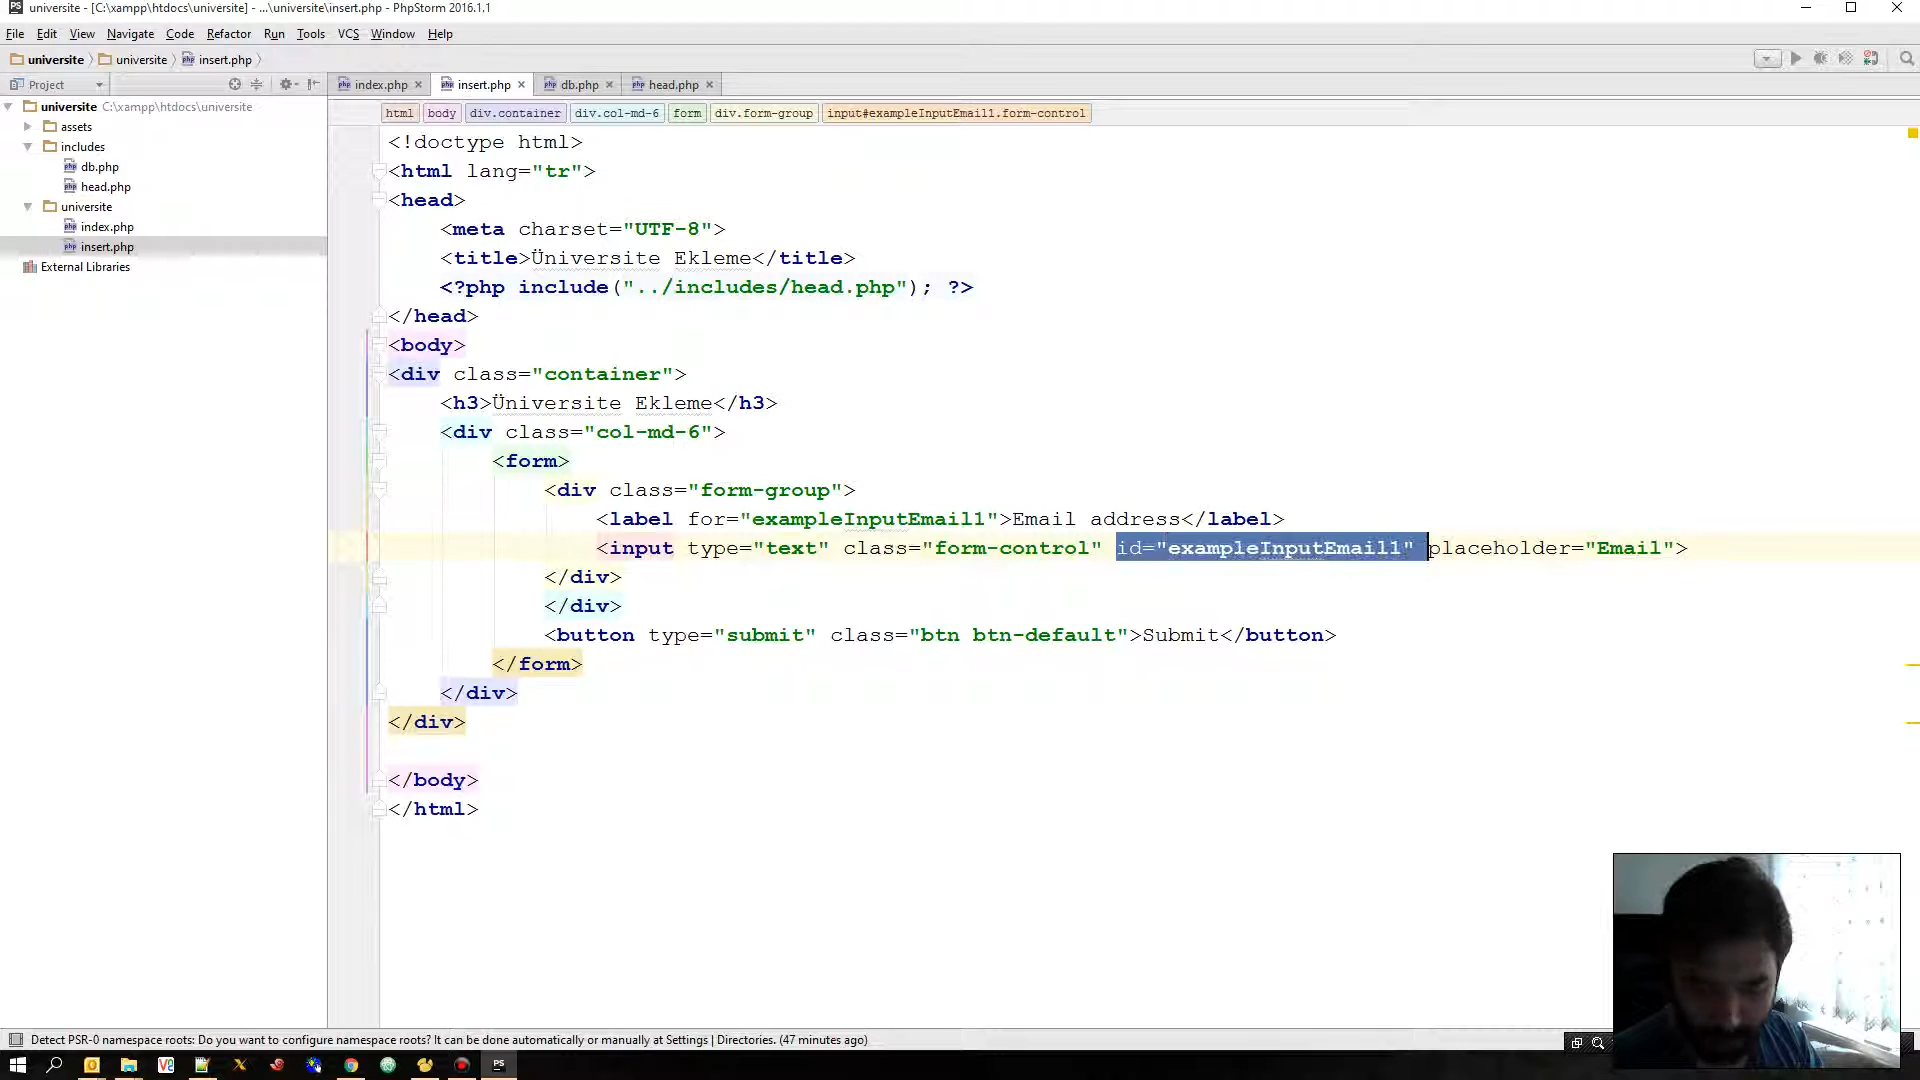 universite - [C:\xampp\htdocs\universite] - ...\universite\insert.php - PhpStorm 2016.1.1
File Edit View Navigate Code Refactor Run Tools VCS Window Help
universite universite insert.php
Project index.php insert.php db.php head.php
universite C:\xampp\htdocs\universite
assets
includes
db.php
head.php
universite
index.php
insert.php
External Libraries
html body div.container div.col-md-6 form div.form-group input#exampleInputEmail1.form-control
<!doctype html>
<html lang="tr">
<head>
<meta charset="UTF-8">
<title>Üniversite Ekleme</title>
<?php include("../includes/head.php"); ?>
</head>
<body>
<div class="container">
<h3>Üniversite Ekleme</h3>
<div class="col-md-6">
<form>
<div class="form-group">
<label for="exampleInputEmail1">Email address</label>
<input type="text" class="form-control" id="exampleInputEmail1" placeholder="Email">
</div>
</div>
<button type="submit" class="btn btn-default">Submit</button>
</form>
</div>
</div>
</body>
</html>
Detect PSR-0 namespace roots: Do you want to configure namespace roots? It can be done automatically or manually at Settings | Directories. (47 minutes ago)